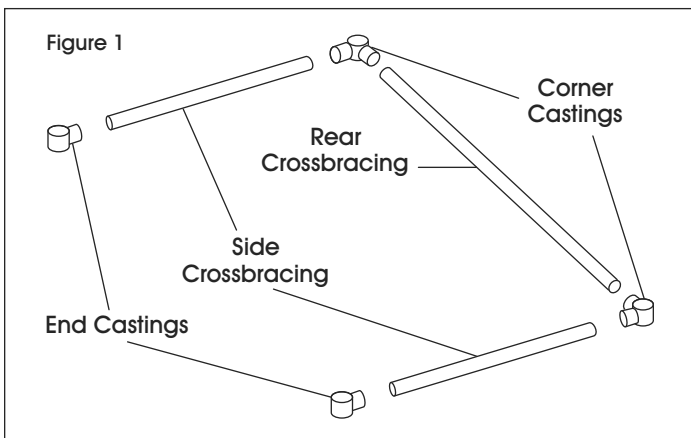 Figure 1
Corner
Castings
Rear
Crossbracing
Side
Crossbracing
End Castings